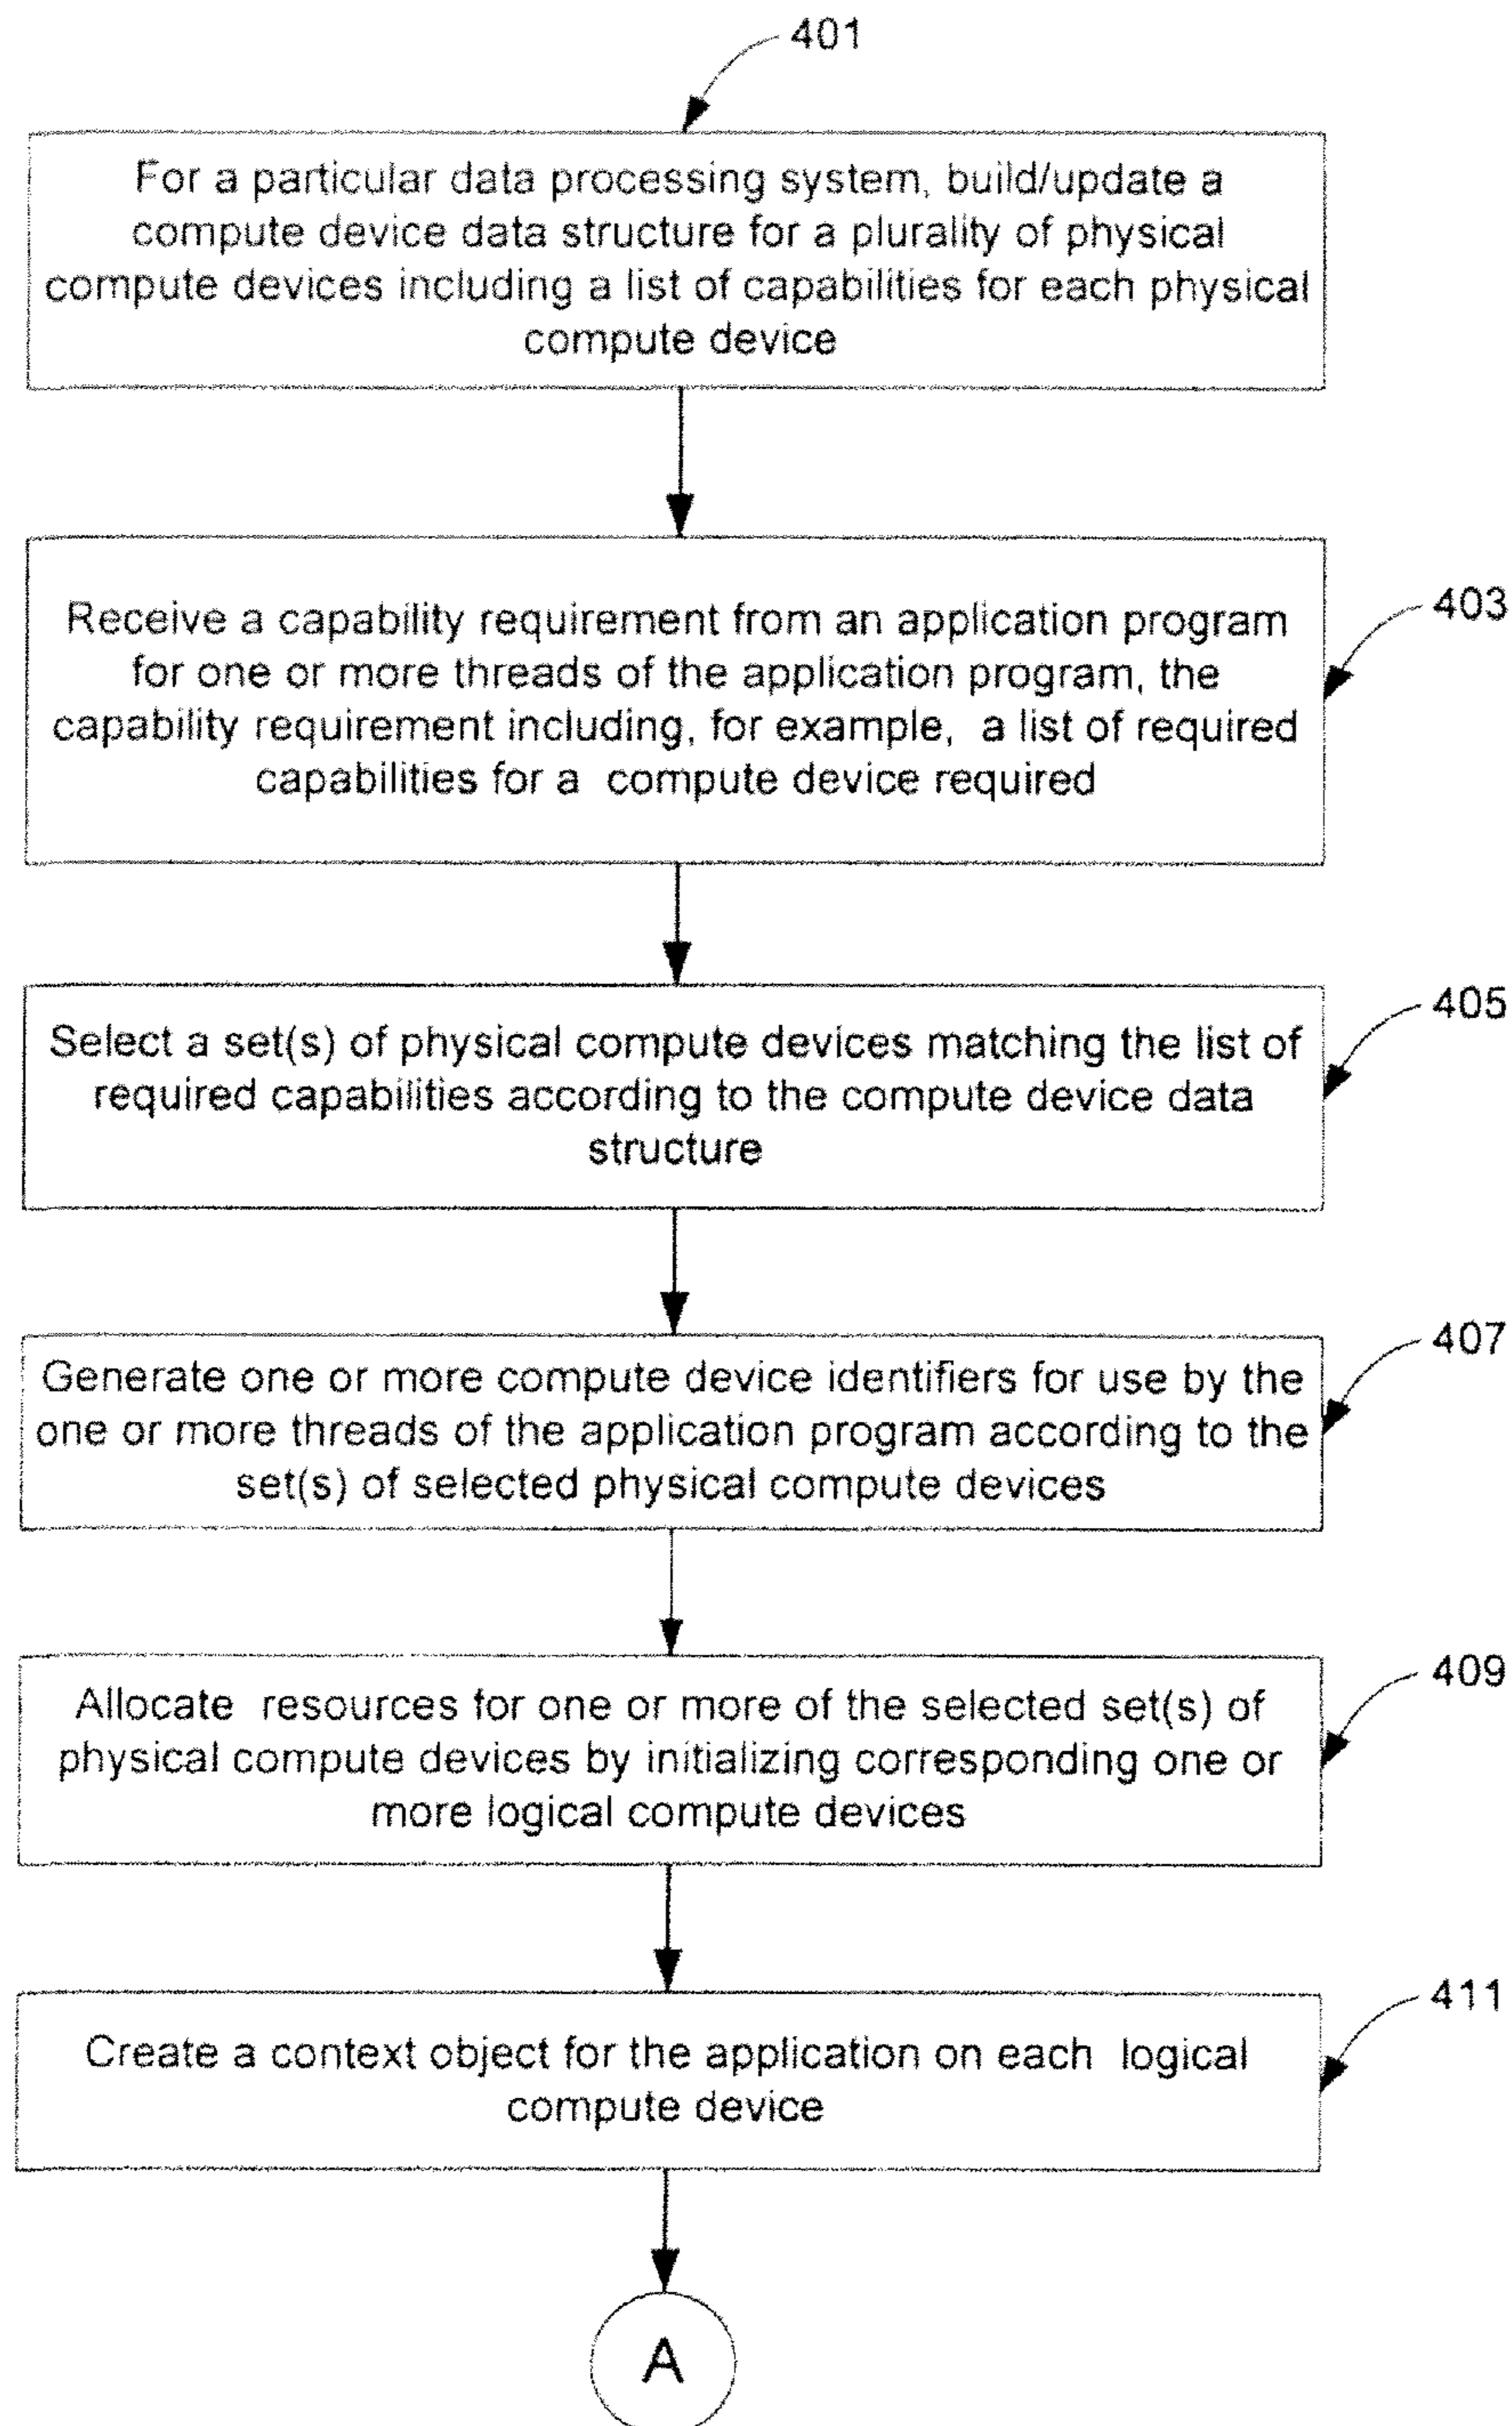 401
For a particular data processing system, build/update a
compute device data structure for a plurality of physical
compute devices including a list of capabilities for each physical
compute device
403
Receive a capability requirement from an application program
for one or more threads of the application program, the
capability requirement including, for example, a list of required
capabilities for a compute device required
405
Select a set(s) of physical compute devices matching the list of
required capabilities according to the compute device data
structure
407
Generate one or more compute device identifiers for use by the
one or more threads of the application program according to the
set(s) of selected physical compute devices
409
Allocate resources for one or more of the selected set(s) of
physical compute devices by initializing corresponding one or
more logical compute devices
411
Create a context object for the application on each logical
compute device
A